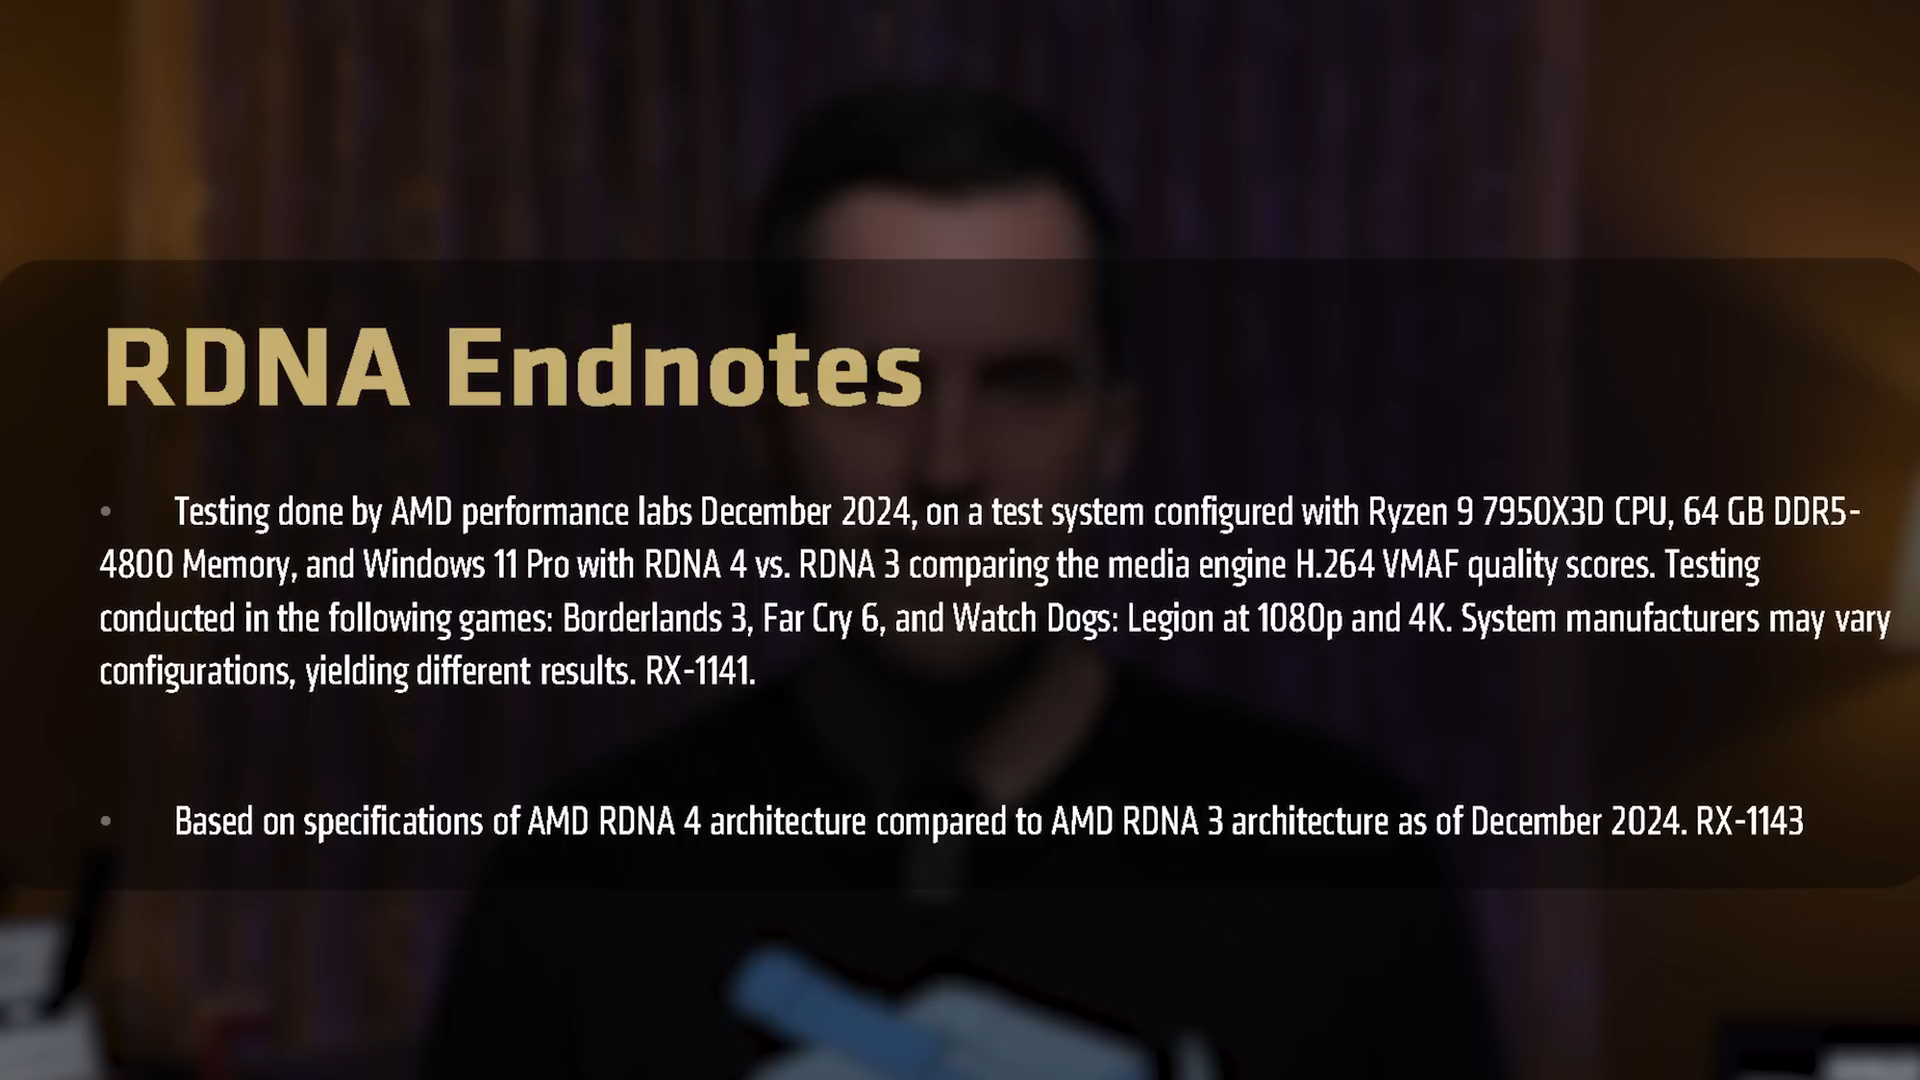 RDNA Endnotes
• Testing done by AMD performance labs December 2024, on a test system configured with Ryzen 9 7950X3D CPU, 64 GB DDR5-
4800 Memory, and Windows 11 Pro with RDNA 4 vs. RDNA 3 comparing the media engine H.264 VMAF quality scores. Testing
conducted in the following games: Borderlands 3, Far Cry 6, and Watch Dogs: Legion at 1080p and 4K. System manufacturers may vary
configurations, yielding different results. RX-1141.
• Based on specifications of AMD RDNA 4 architecture compared to AMD RDNA 3 architecture as of December 2024. RX-1143